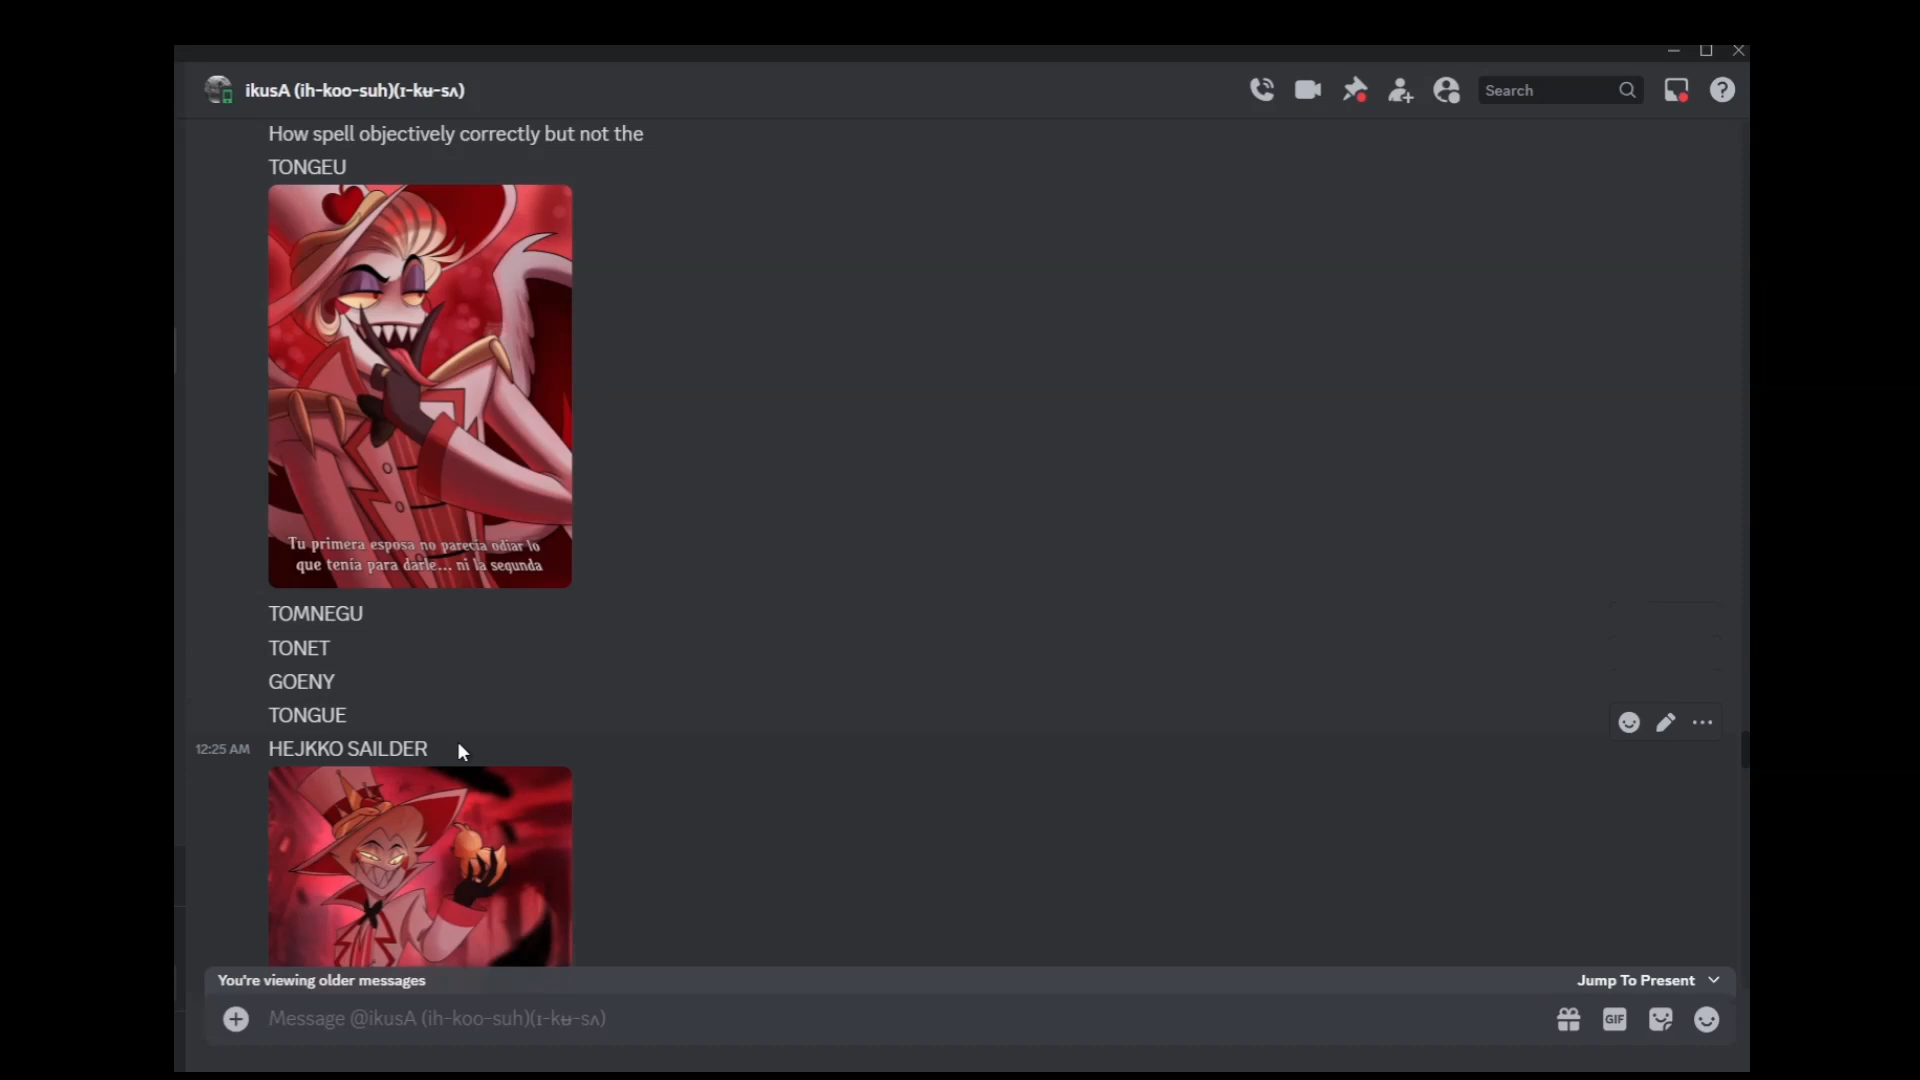 ikusA (ih-koo-suh)(ɪ-kʉ-sʌ)
Search
How spell objectively correctly but not the
TONGEU
Tu primera esposa no parecía odiar lo
que tenía para darle... ni la segunda
TOMNEGU
TONET
GOENY
TONGUE
12:25 AM HEJKKO SAILDER
You're viewing older messages
Jump To Present
Message @ikusA (ih-koo-suh)(ɪ-kʉ-sʌ)
GIF